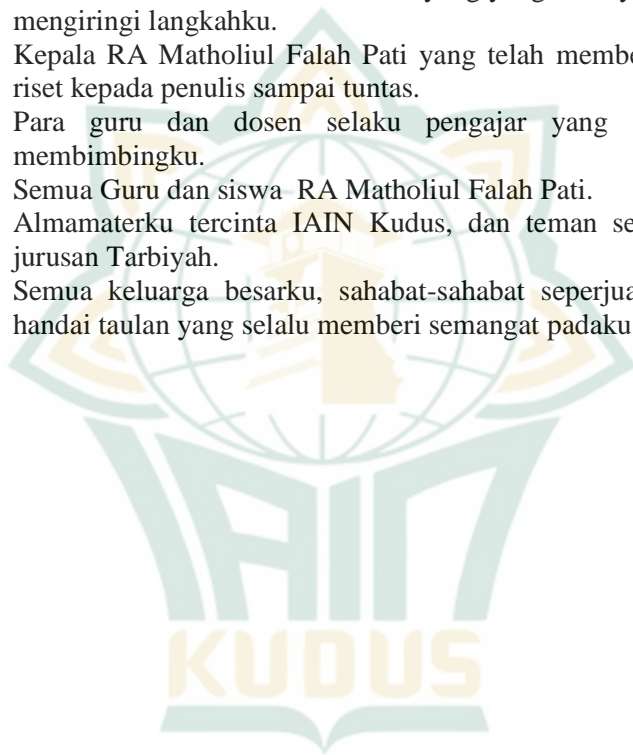 mengiringi langkahku.
Kepala RA Matholiul Falah Pati yang telah membe
riset kepada penulis sampai tuntas.
Para guru dan dosen selaku pengajar yang
membimbingku.
Semua Guru dan siswa RA Matholiul Falah Pati.
Almamaterku tercinta IAIN Kudus, dan teman se
jurusan Tarbiyah.
Semua keluarga besarku, sahabat-sahabat seperjua
handai taulan yang selalu memberi semangat padaku
IAIN
KUDUS